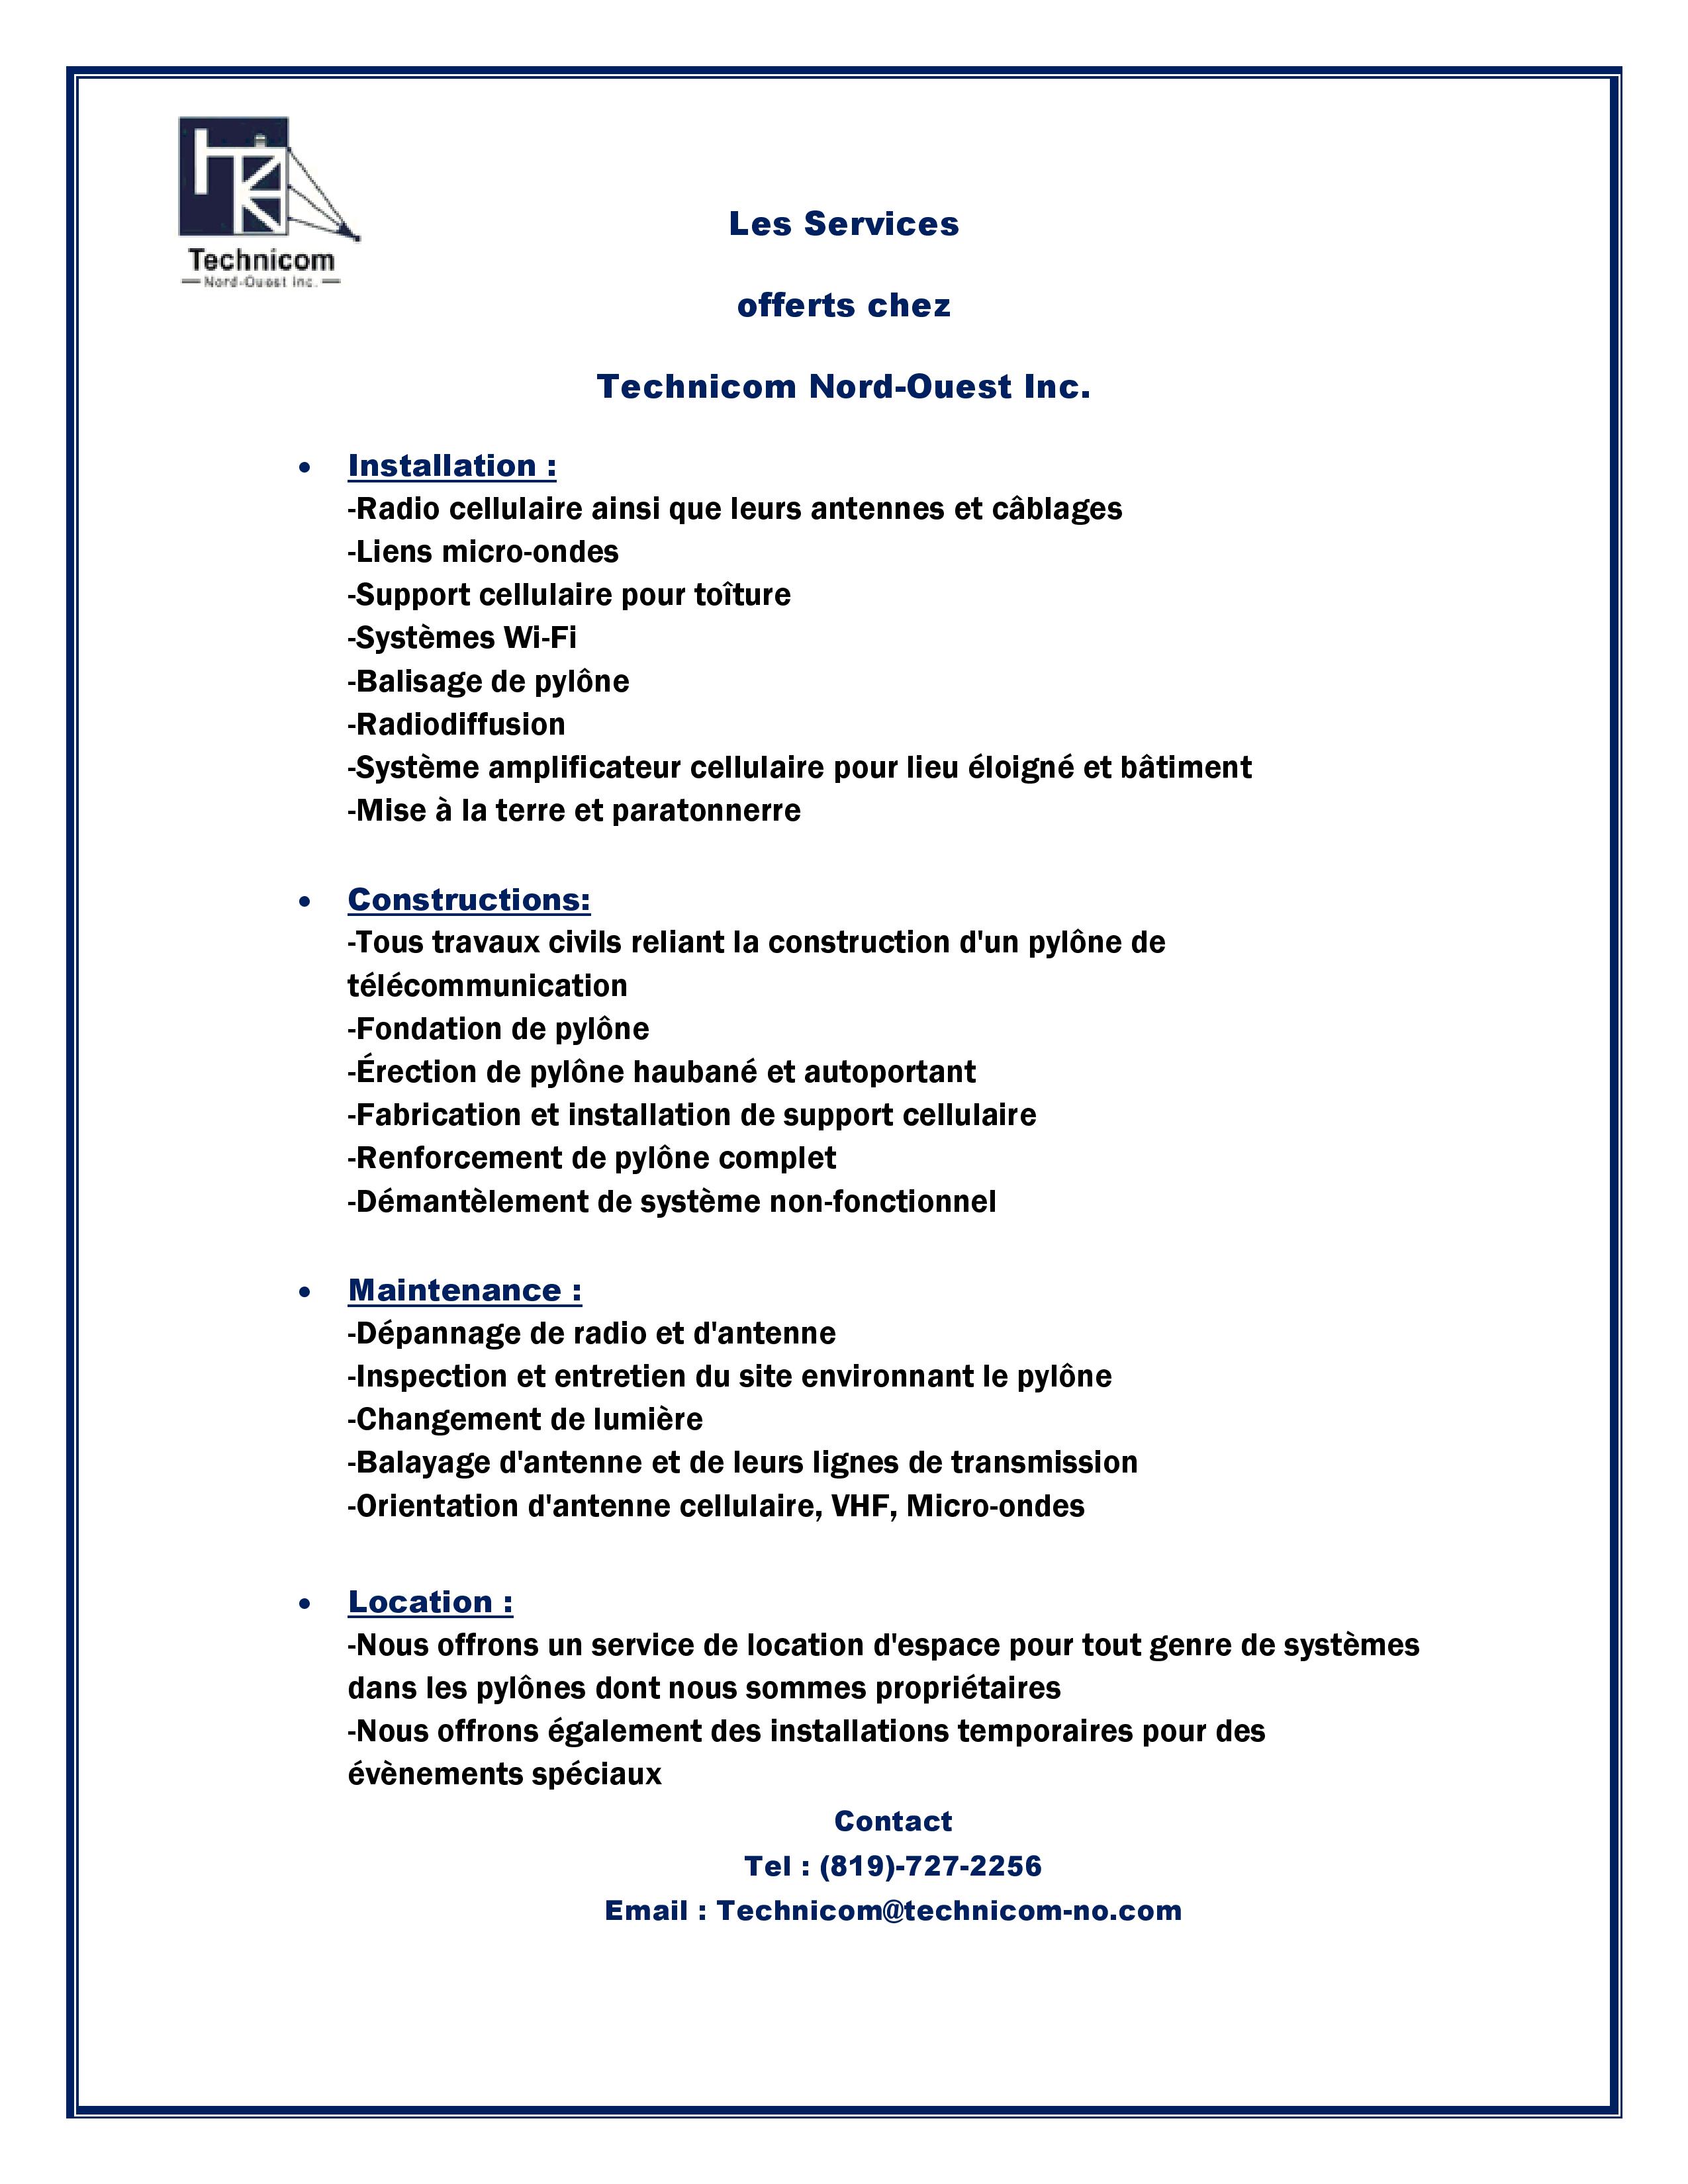 Technicom
Nord-Ouest Inc.
Les Services
offerts chez
Technicom Nord-Ouest Inc.
• Installation :
-Radio cellulaire ainsi que leurs antennes et câblages
-Liens micro-ondes
-Support cellulaire pour toîture
-Systèmes Wi-Fi
-Balisage de pylône
-Radiodiffusion
-Système amplificateur cellulaire pour lieu éloigné et bâtiment
-Mise à la terre et paratonnerre
• Constructions:
-Tous travaux civils reliant la construction d'un pylône de
télécommunication
-Fondation de pylône
-Érection de pylône haubané et autoportant
-Fabrication et installation de support cellulaire
-Renforcement de pylône complet
-Démantèlement de système non-fonctionnel
• Maintenance :
-Dépannage de radio et d'antenne
-Inspection et entretien du site environnant le pylône
-Changement de lumière
-Balayage d'antenne et de leurs lignes de transmission
-Orientation d'antenne cellulaire, VHF, Micro-ondes
• Location :
-Nous offrons un service de location d'espace pour tout genre de systèmes
dans les pylônes dont nous sommes propriétaires
-Nous offrons également des installations temporaires pour des
évènements spéciaux
Contact
Tel : (819)-727-2256
Email : Technicom@technicom-no.com